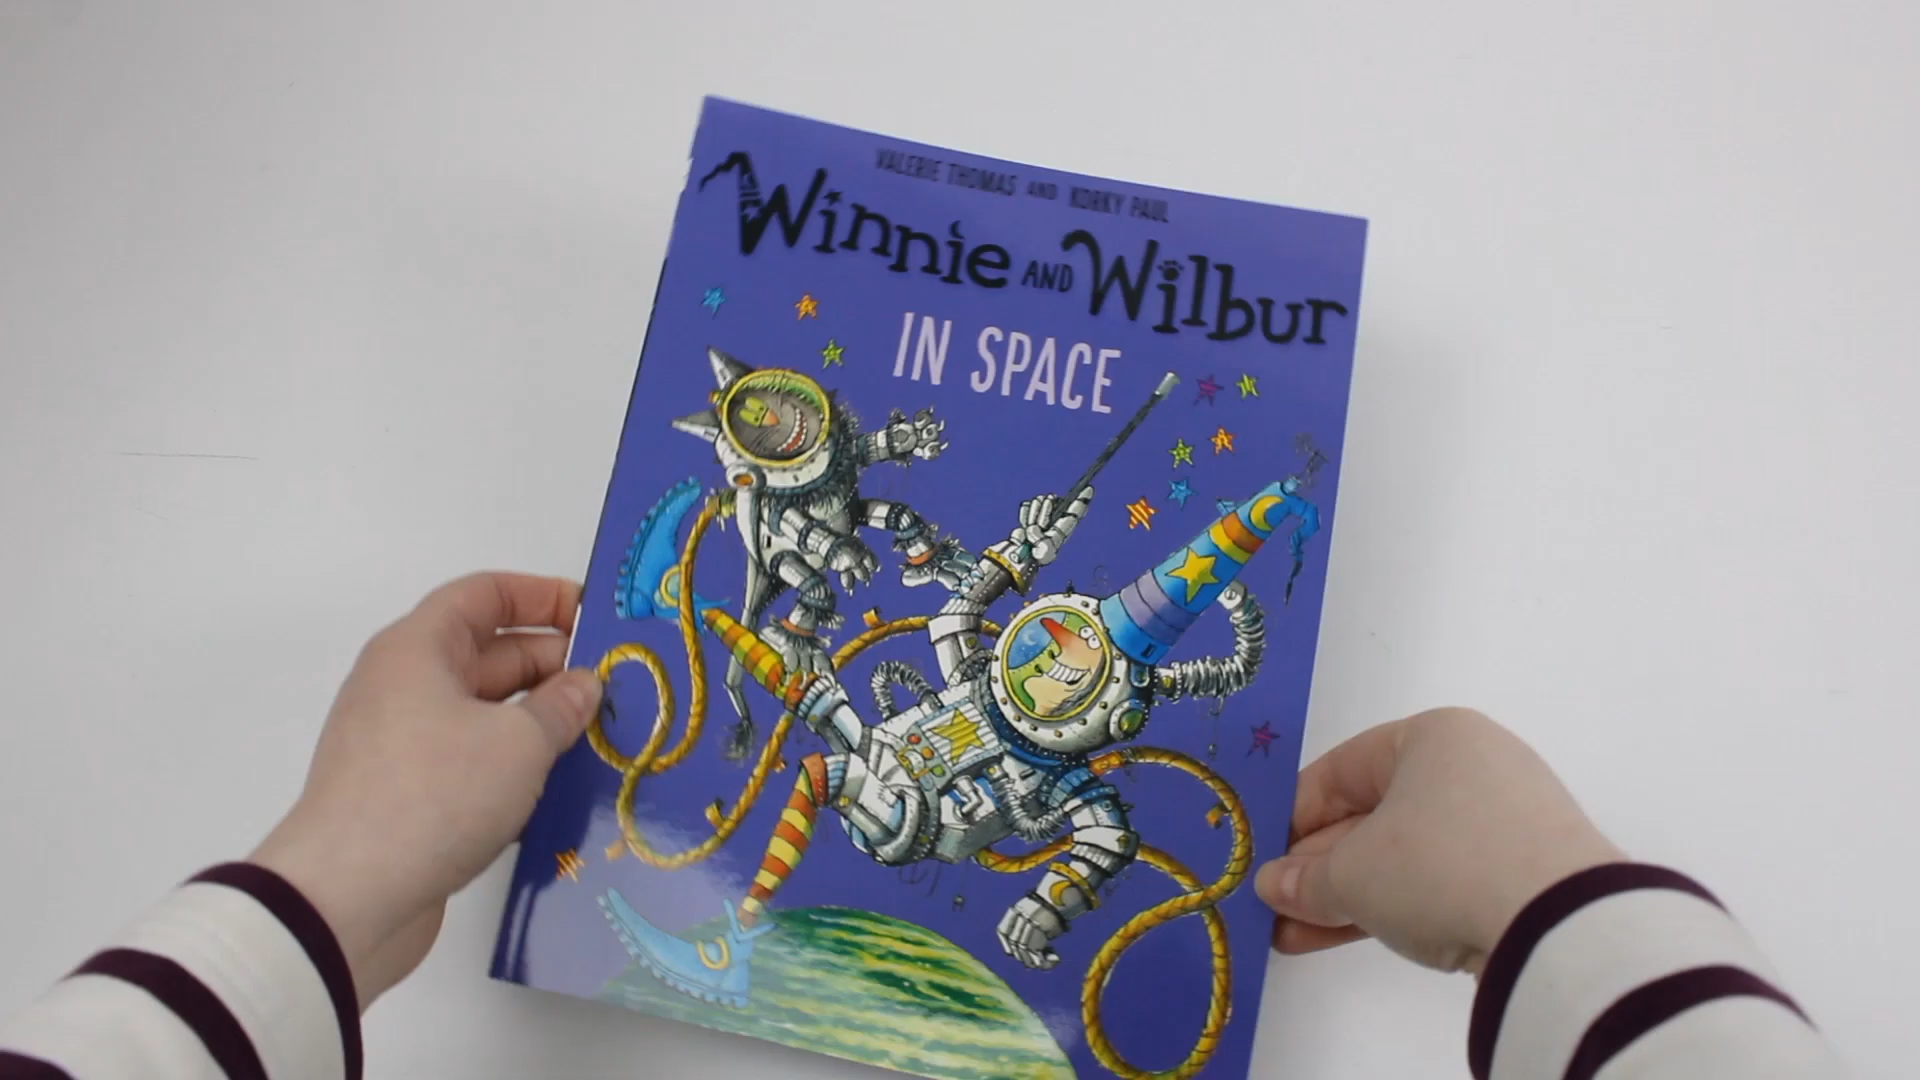 VALERIE THOMAS AND KORKY PAUL
Winnie AND Wilbur
IN SPACE